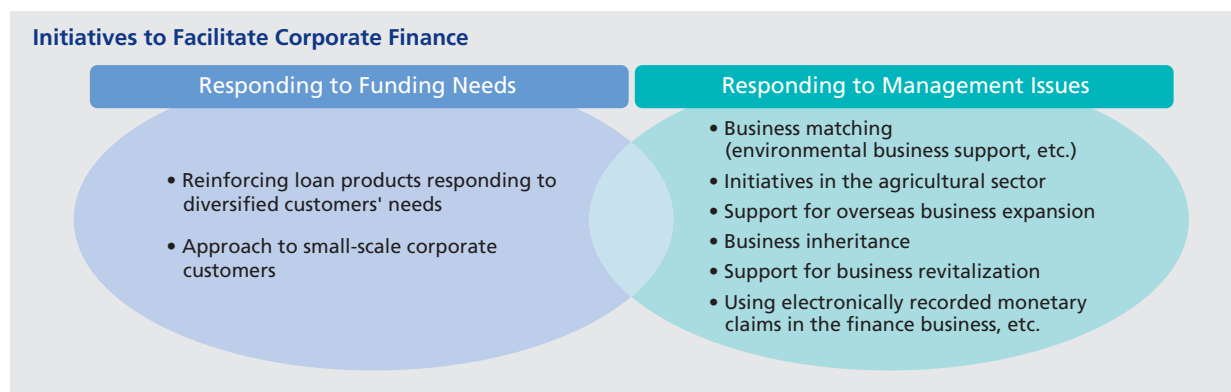 Initiatives to Facilitate Corporate Finance
Responding to Funding Needs
• Reinforcing loan products responding to
diversified customers' needs
• Approach to small-scale corporate
customers
Responding to Management Issues
• Business matching
(environmental business support, etc.)
• Initiatives in the agricultural sector
• Support for overseas business expansion
• Business inheritance
• Support for business revitalization
• Using electronically recorded monetary
claims in the finance business, etc.